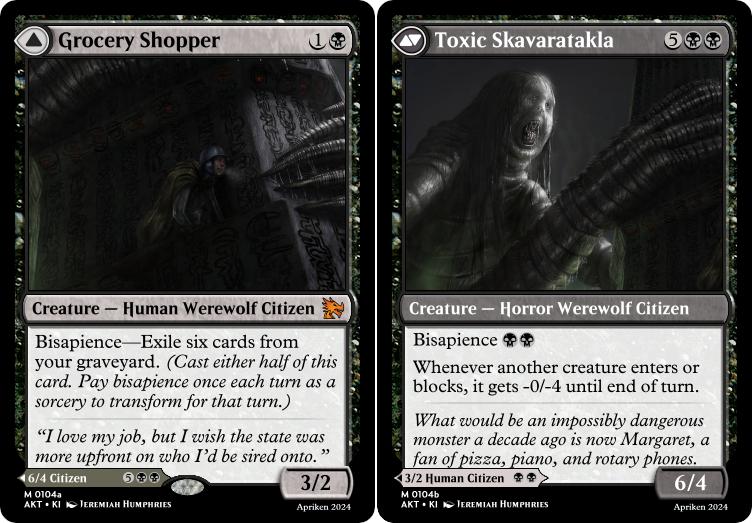 Grocery Shopper 1
Creature — Human Werewolf Citizen
Bisapience—Exile six cards from
your graveyard. (Cast either half of this
card. Pay bisapience once each turn as a
sorcery to transform for that turn.)
“I love my job, but I wish the state was
more upfront on who I’d be sired onto.”
6/4 Citizen 5
3/2
M 0104a
AKT • KI Jeremiah Humphries
Apriken 2024
Toxic Skavaratakla 5
Creature — Horror Werewolf Citizen
Bisapience
Whenever another creature enters or
blocks, it gets -0/-4 until end of turn.
What would be an impossibly dangerous
monster a decade ago is now Margaret, a
fan of pizza, piano, and rotary phones.
3/2 Human Citizen
6/4
M 0104b
AKT • KI Jeremiah Humphries
Apriken 2024